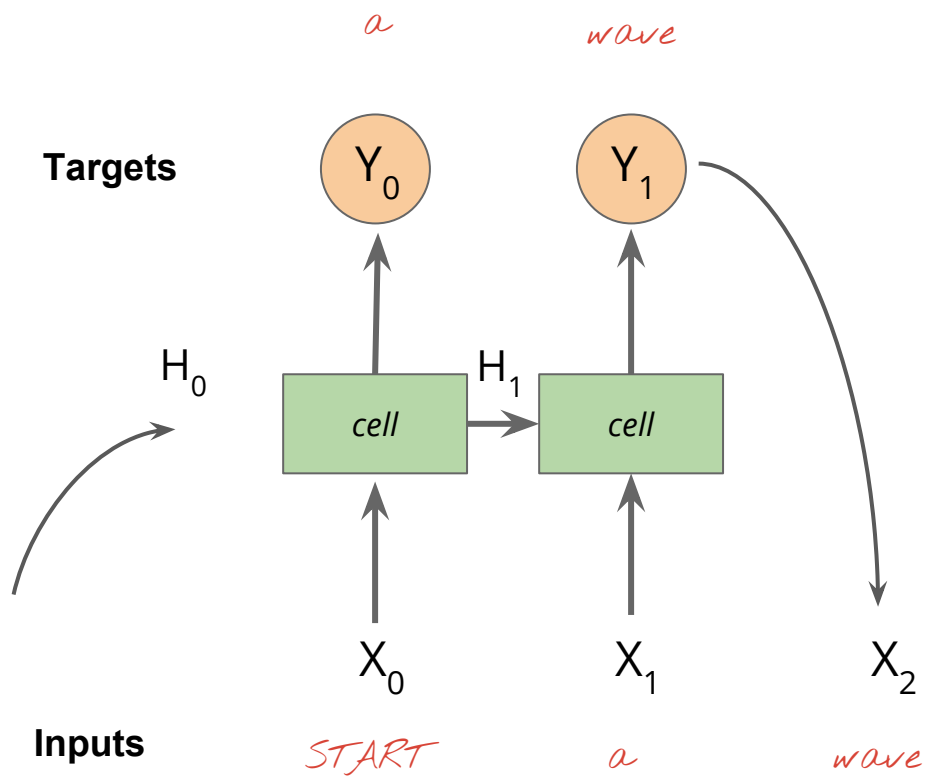 a wave
Targets Y0 Y1
H0 cell H1 cell
X0 X1 X2
Inputs START a wave